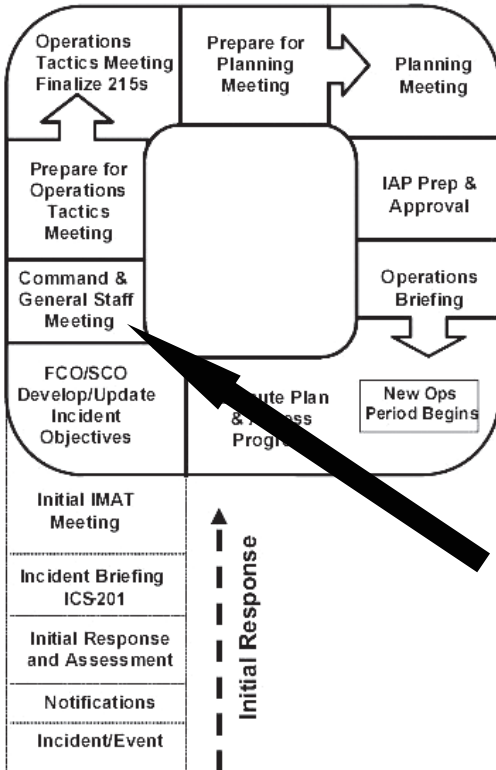 Operations
Tactics Meeting
Finalize 215s
Prepare for
Planning
Meeting
Planning
Meeting
Prepare for
Operations
Tactics
Meeting
IAP Prep &
Approval
Command &
General Staff
Meeting
Operations
Briefing
FCO/SCO
Develop/Update
Incident
Objectives
Plan
&
New Ops
Period Begins
Initial IMAT
Meeting
Incident Briefing
ICS-201
Initial Response
and Assessment
Notifications
Incident/Event
Initial Response